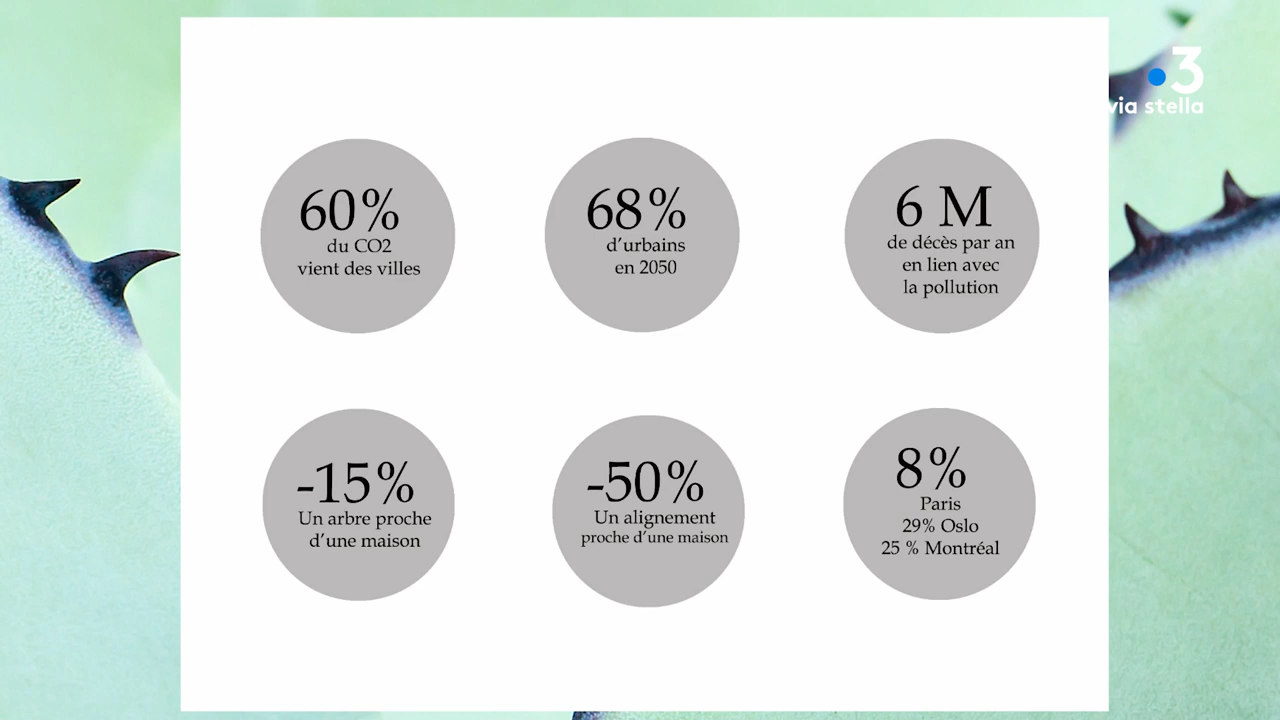 3
via stella
60%
du CO2
vient des villes
68%
d’urbains
en 2050
6 M
de décès par an
en lien avec
la pollution
-15%
Un arbre proche
d’une maison
-50%
Un alignement
proche d’une maison
8%
Paris
29% Oslo
25 % Montréal